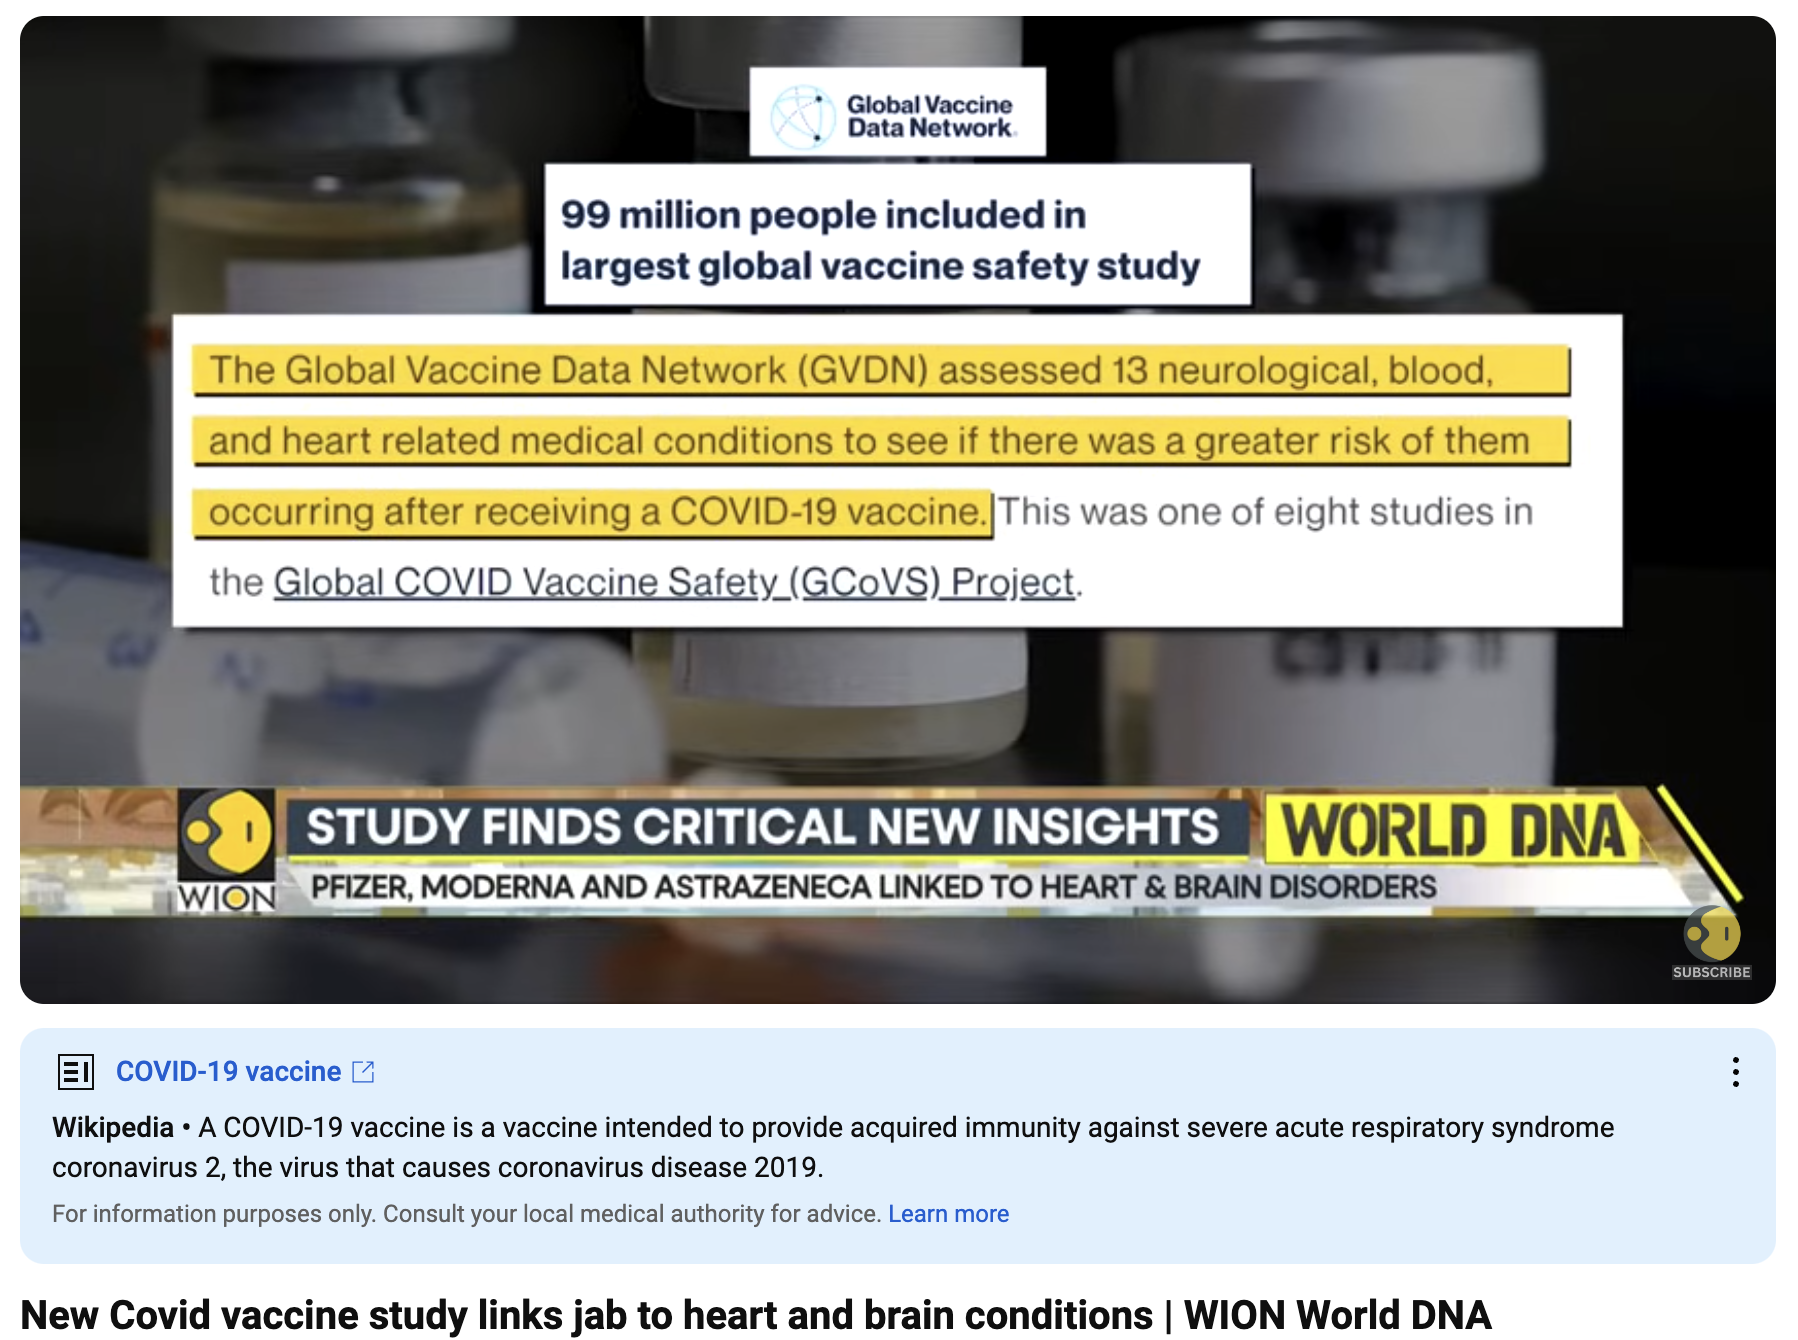 Global Vaccine
Data Network
99 million people included in
largest global vaccine safety study
The Global Vaccine Data Network (GVDN) assessed 13 neurological, blood,
and heart related medical conditions to see if there was a greater risk of them
occurring after receiving a COVID-19 vaccine. This was one of eight studies in
the Global COVID Vaccine Safety (GCoVS) Project.
STUDY FINDS CRITICAL NEW INSIGHTS
WORLD DNA
WION
PFIZER, MODERNA AND ASTRAZENECA LINKED TO HEART & BRAIN DISORDERS
SUBSCRIBE
COVID-19 vaccine
Wikipedia • A COVID-19 vaccine is a vaccine intended to provide acquired immunity against severe acute respiratory syndrome
coronavirus 2, the virus that causes coronavirus disease 2019.
For information purposes only. Consult your local medical authority for advice. Learn more
New Covid vaccine study links jab to heart and brain conditions | WION World DNA